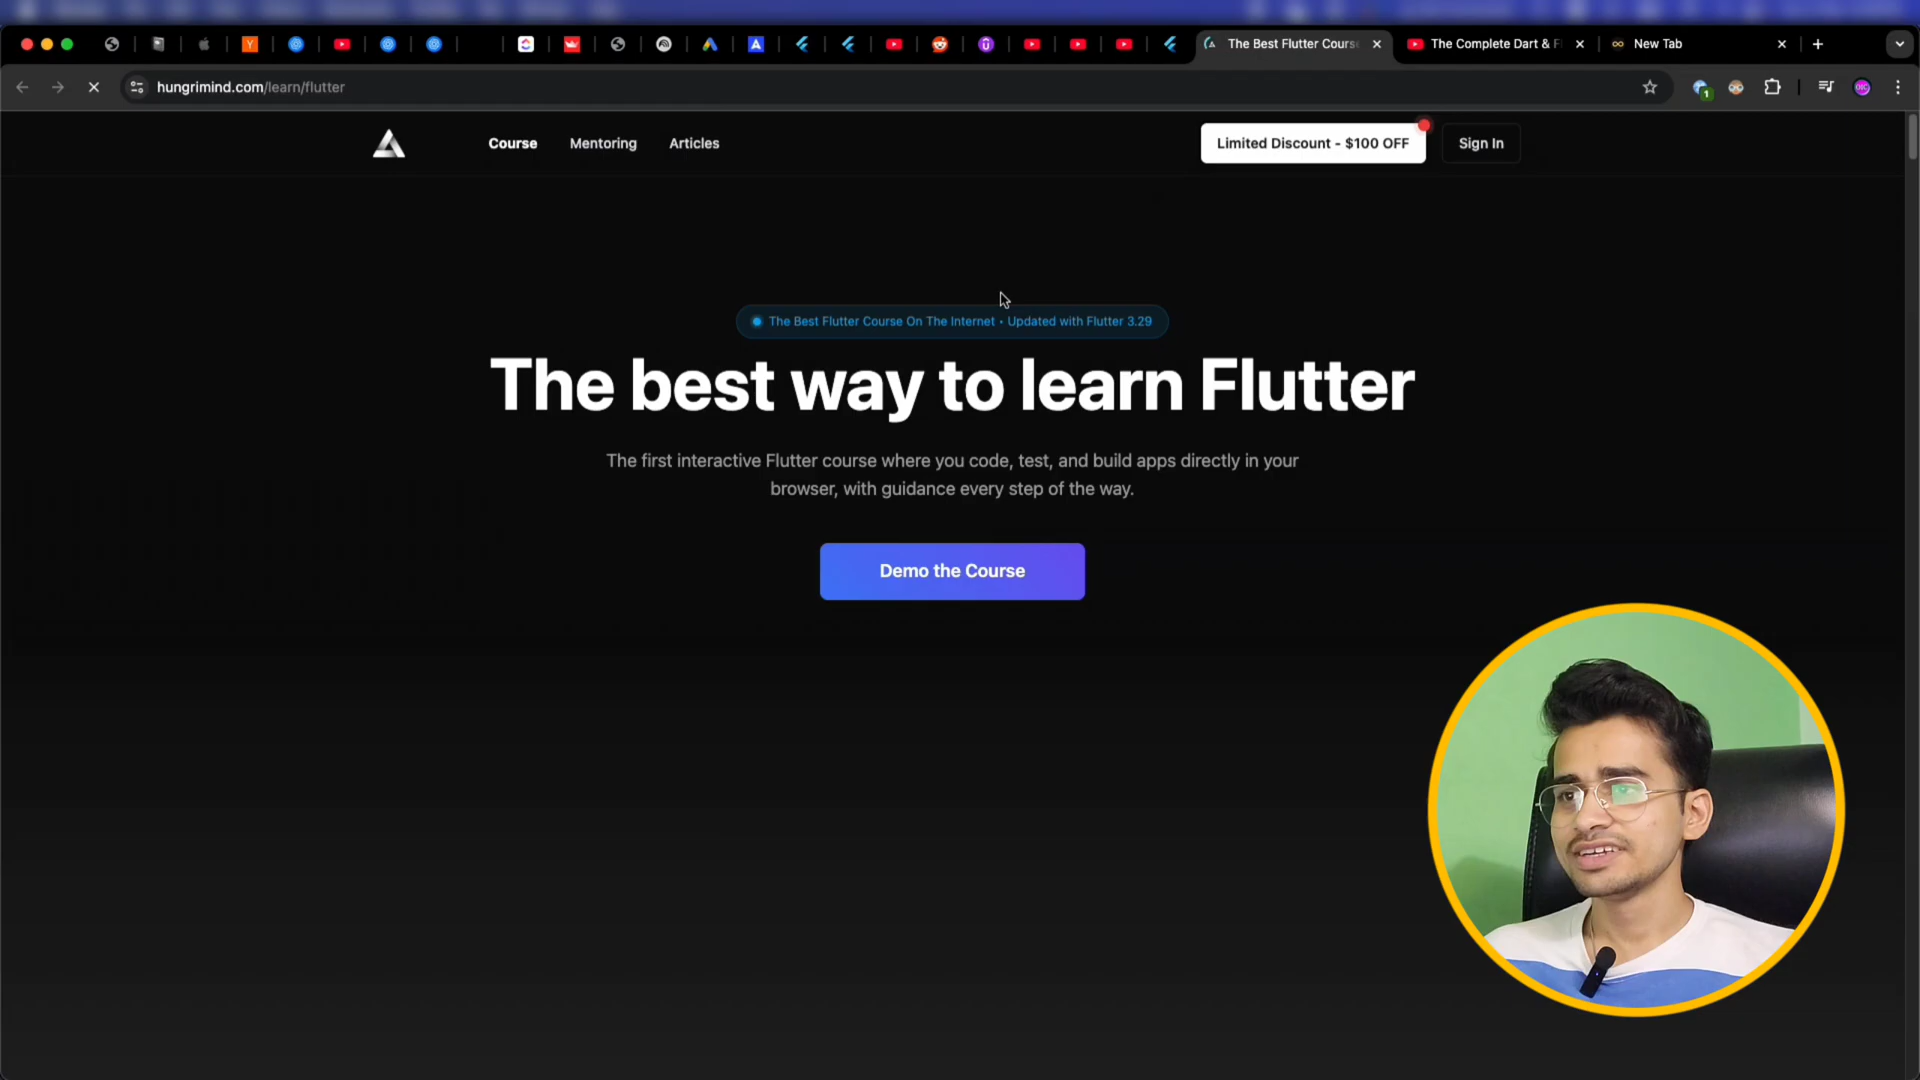 The Best Flutter Cours
The Complete Dart & F
New Tab
hungrimind.com/learn/flutter
1
Course
Mentoring
Articles
Limited Discount - $100 OFF
Sign In
The Best Flutter Course On The Internet • Updated with Flutter 3.29
The best way to learn Flutter
The first interactive Flutter course where you code, test, and build apps directly in your
browser, with guidance every step of the way.
Demo the Course